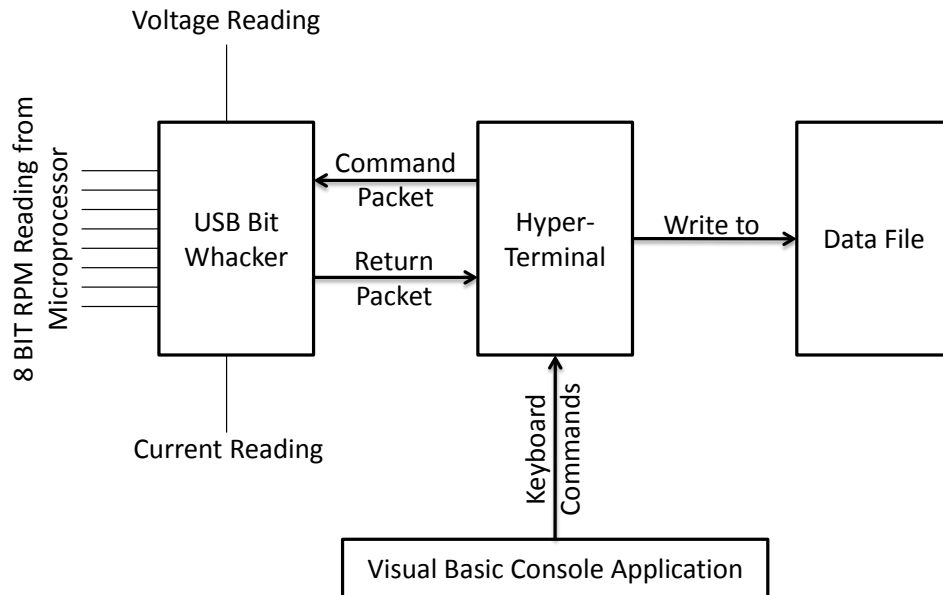 Voltage Reading
8 BIT RPM Reading from
Microprocessor
USB Bit
Whacker
Command
Packet
Return
Packet
Hyper-
Terminal
Write to
Data File
Current Reading
Keyboard
Commands
Visual Basic Console Application